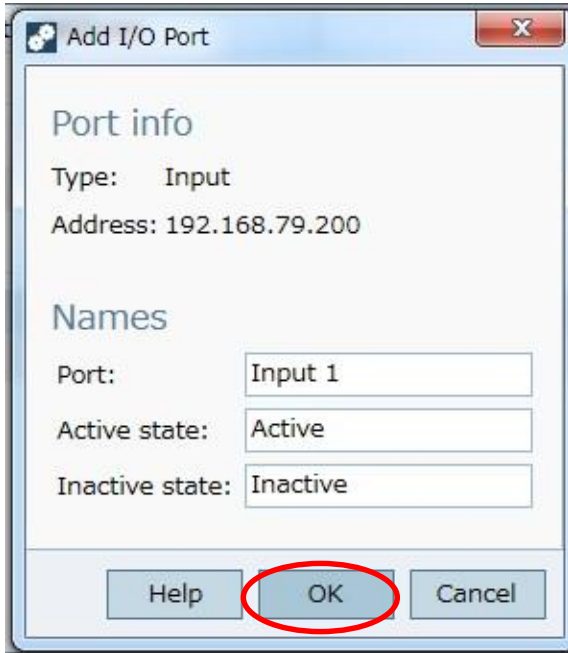 Add I/O Port
Port info
Type: Input
Address: 192.168.79.200
Names
Port: Input 1
Active state: Active
Inactive state: Inactive
Help OK Cancel